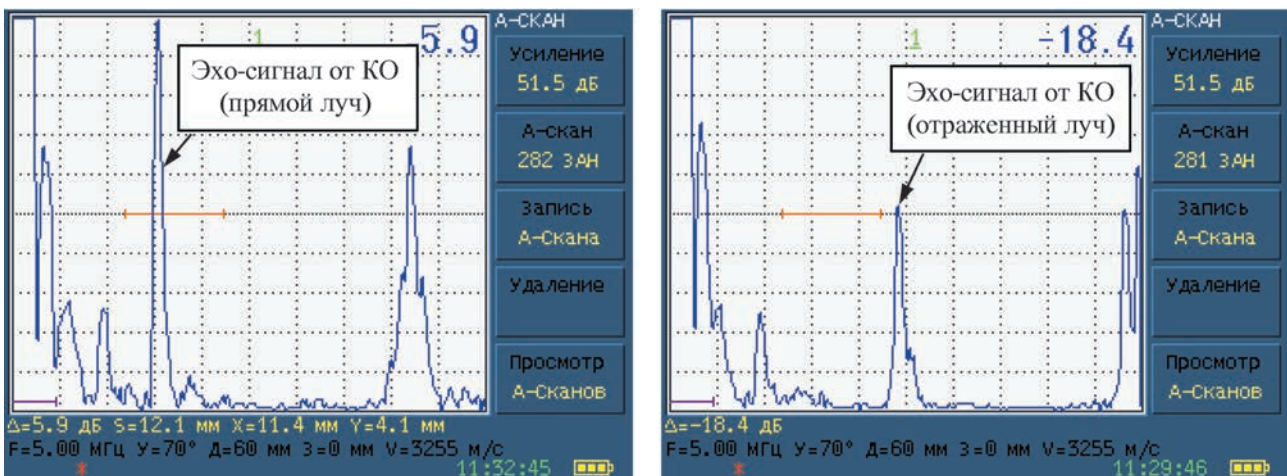 А-СКАН
1
5.9
Эхо-сигнал от КО
(прямой луч)
Усиление
51.5 дБ
А-скан
282 ЗАН
Запись
А-Скана
Удаление
Просмотр
А-Сканов
Δ=5.9 дБ S=12.1 мм X=11.4 мм Y=4.1 мм
F=5.00 МГц У=70° Д=60 мм З=0 мм V=3255 м/с
*
11:32:45
А-СКАН
1
-18.4
Эхо-сигнал от КО
(отраженный луч)
Усиление
51.5 дБ
А-скан
281 ЗАН
Запись
А-Скана
Удаление
Просмотр
А-Сканов
Δ=-18.4 дБ
F=5.00 МГц У=70° Д=60 мм З=0 мм V=3255 м/с
*
11:29:46